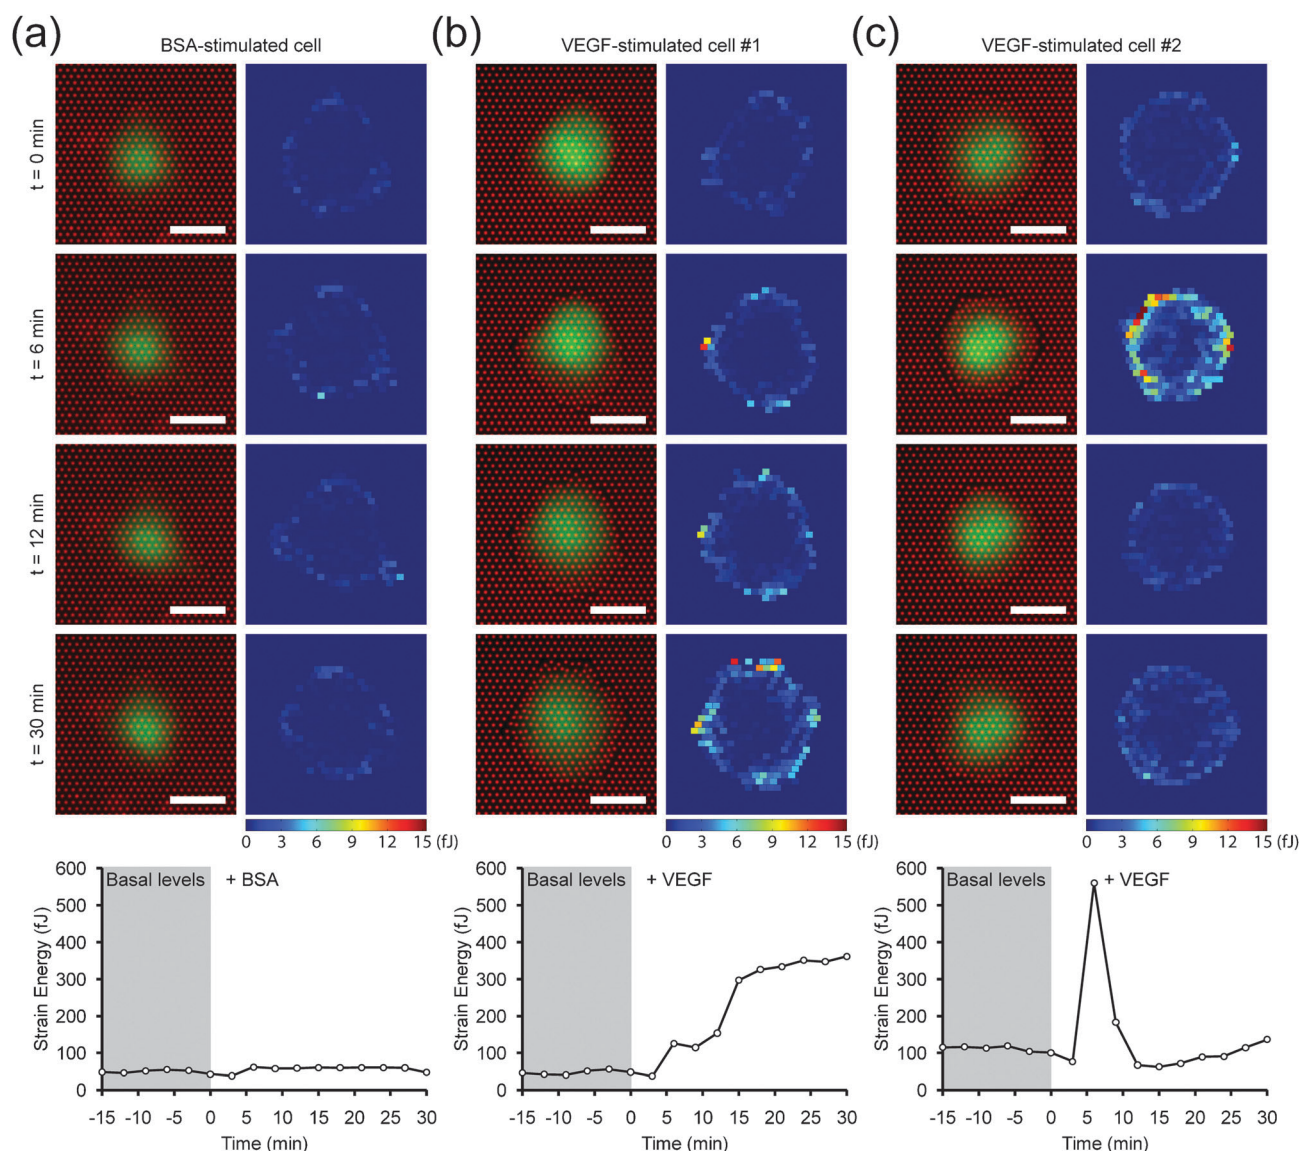 (a) BSA-stimulated cell
(b) VEGF-stimulated cell #1
(c) VEGF-stimulated cell #2
t = 0 min
t = 6 min
t = 12 min
t = 30 min
0 3 6 9 12 15 (fJ)
0 3 6 9 12 15 (fJ)
0 3 6 9 12 15 (fJ)
Strain Energy (fJ)
600
500
400
300
200
100
0
Basal levels + BSA
-15 -10 -5 0 5 10 15 20 25 30
Time (min)
Strain Energy (fJ)
600
500
400
300
200
100
0
Basal levels + VEGF
-15 -10 -5 0 5 10 15 20 25 30
Time (min)
Strain Energy (fJ)
600
500
400
300
200
100
0
Basal levels + VEGF
-15 -10 -5 0 5 10 15 20 25 30
Time (min)